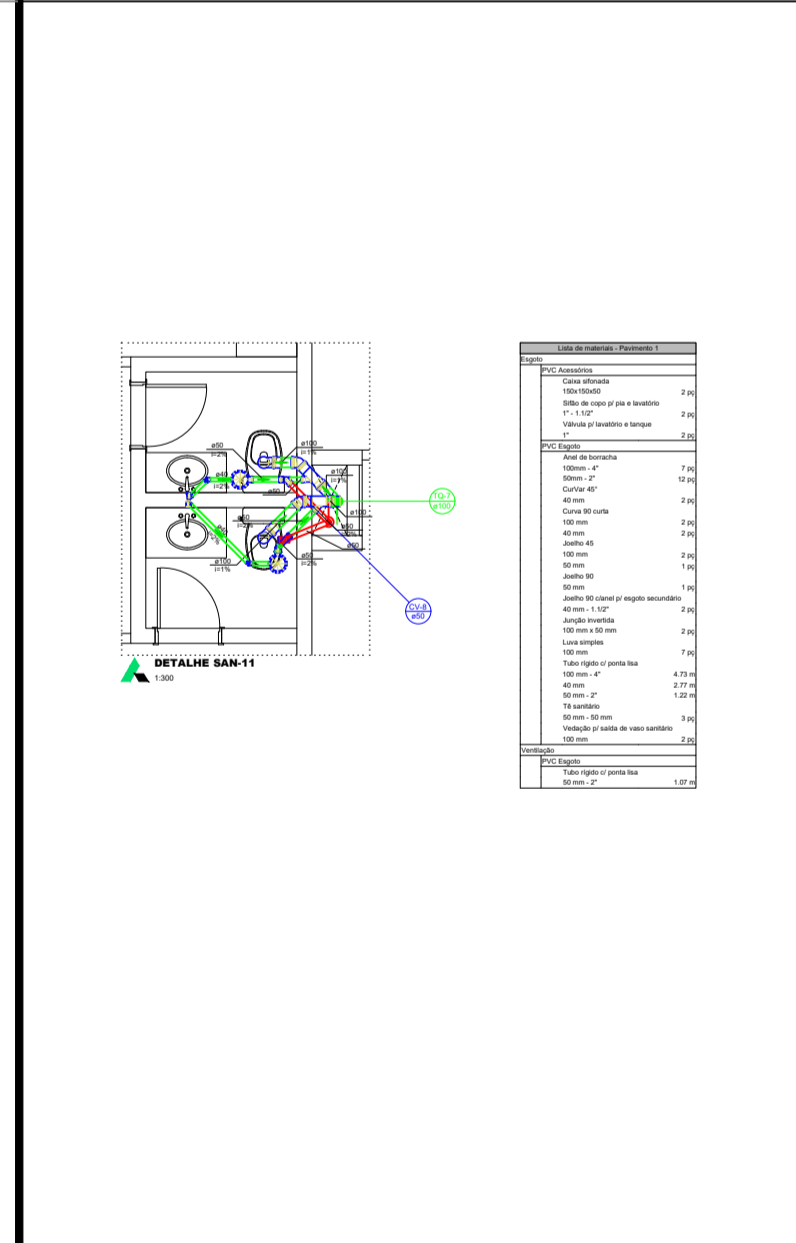 ø50
i=2%
ø100
i=1%
ø40
i=2%
ø100
i=1%
ø50
ø100
ø50
i=2%
ø50
ø50
ø100
i=1%
ø50
i=2%
TQ-7
ø100
CV-8
ø50
DETALHE SAN-11
1:300
Lista de materiais - Pavimento 1
Esgoto
PVC Acessórios
Caixa sifonada
150x150x50 2 pç
Sifão de copo p/ pia e lavatório
1" - 1.1/2" 2 pç
Válvula p/ lavatório e tanque
1" 2 pç
PVC Esgoto
Anel de borracha
100mm - 4" 7 pç
50mm - 2" 12 pç
CurVar 45°
40 mm 2 pç
Curva 90 curta
100 mm 2 pç
40 mm 2 pç
Joelho 45
100 mm 2 pç
50 mm 1 pç
Joelho 90
50 mm 1 pç
Joelho 90 c/anel p/ esgoto secundário
40 mm - 1.1/2" 2 pç
Junção invertida
100 mm x 50 mm 2 pç
Luva simples
100 mm 7 pç
Tubo rígido c/ ponta lisa
100 mm - 4" 4.73 m
40 mm 2.77 m
50 mm - 2" 1.22 m
Tê sanitário
50 mm - 50 mm 3 pç
Vedação p/ saída de vaso sanitário
100 mm 2 pç
Ventilação
PVC Esgoto
Tubo rígido c/ ponta lisa
50 mm - 2" 1.07 m